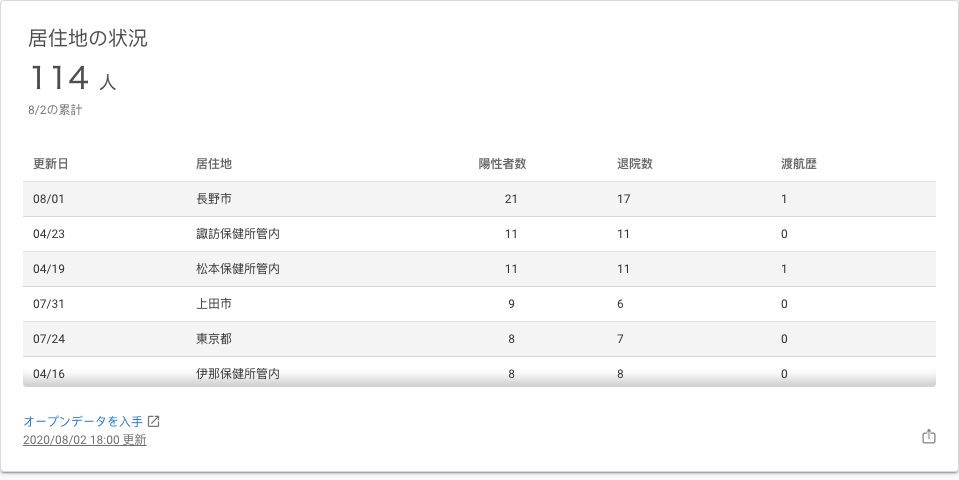 居住地の状況
114 人
8/2の累計
更新日 居住地 陽性者数 退院数 渡航歴
08/01 長野市 21 17 1
04/23 諏訪保健所管内 11 11 0
04/19 松本保健所管内 11 11 1
07/31 上田市 9 6 0
07/24 東京都 8 7 0
04/16 伊那保健所管内 8 8 0
オープンデータを入手
2020/08/02 18:00 更新